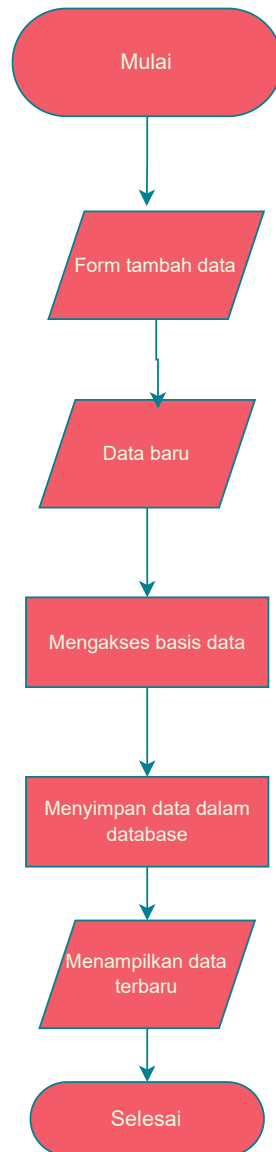 Mulai
Form tambah data
Data baru
Mengakses basis data
Menyimpan data dalam
database
Menampilkan data
terbaru
Selesai